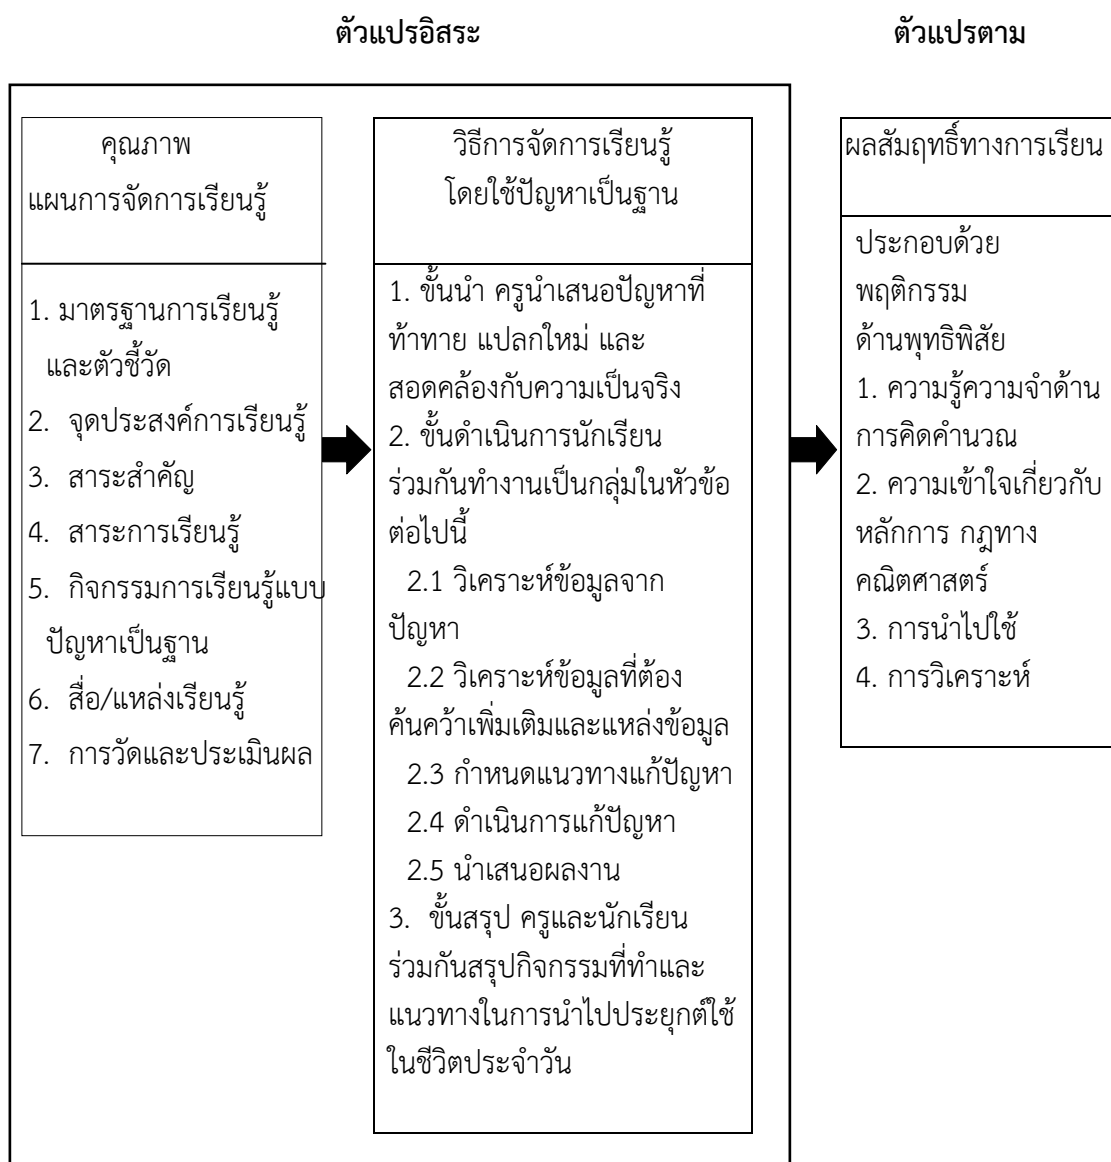 ตัวแปรอิสระ
ตัวแปรตาม
คุณภาพ
แผนการจัดการเรียนรู้
1. มาตรฐานการเรียนรู้
และตัวชี้วัด
2. จุดประสงค์การเรียนรู้
3. สาระสำคัญ
4. สาระการเรียนรู้
5. กิจกรรมการเรียนรู้แบบ
ปัญหาเป็นฐาน
6. สื่อ/แหล่งเรียนรู้
7. การวัดและประเมินผล
วิธีการจัดการเรียนรู้
โดยใช้ปัญหาเป็นฐาน
1. ขั้นนำ ครูนำเสนอปัญหาที่
ท้าทาย แปลกใหม่ และ
สอดคล้องกับความเป็นจริง
2. ขั้นดำเนินการนักเรียน
ร่วมกันทำงานเป็นกลุ่มในหัวข้อ
ต่อไปนี้
2.1 วิเคราะห์ข้อมูลจาก
ปัญหา
2.2 วิเคราะห์ข้อมูลที่ต้อง
ค้นคว้าเพิ่มเติมและแหล่งข้อมูล
2.3 กำหนดแนวทางแก้ปัญหา
2.4 ดำเนินการแก้ปัญหา
2.5 นำเสนอผลงาน
3. ขั้นสรุป ครูและนักเรียน
ร่วมกันสรุปกิจกรรมที่ทำและ
แนวทางในการนำไปประยุกต์ใช้
ในชีวิตประจำวัน
ผลสัมฤทธิ์ทางการเรียน
ประกอบด้วย
พฤติกรรม
ด้านพุทธิพิสัย
1. ความรู้ความจำด้าน
การคิดคำนวณ
2. ความเข้าใจเกี่ยวกับ
หลักการ กฎทาง
คณิตศาสตร์
3. การนำไปใช้
4. การวิเคราะห์